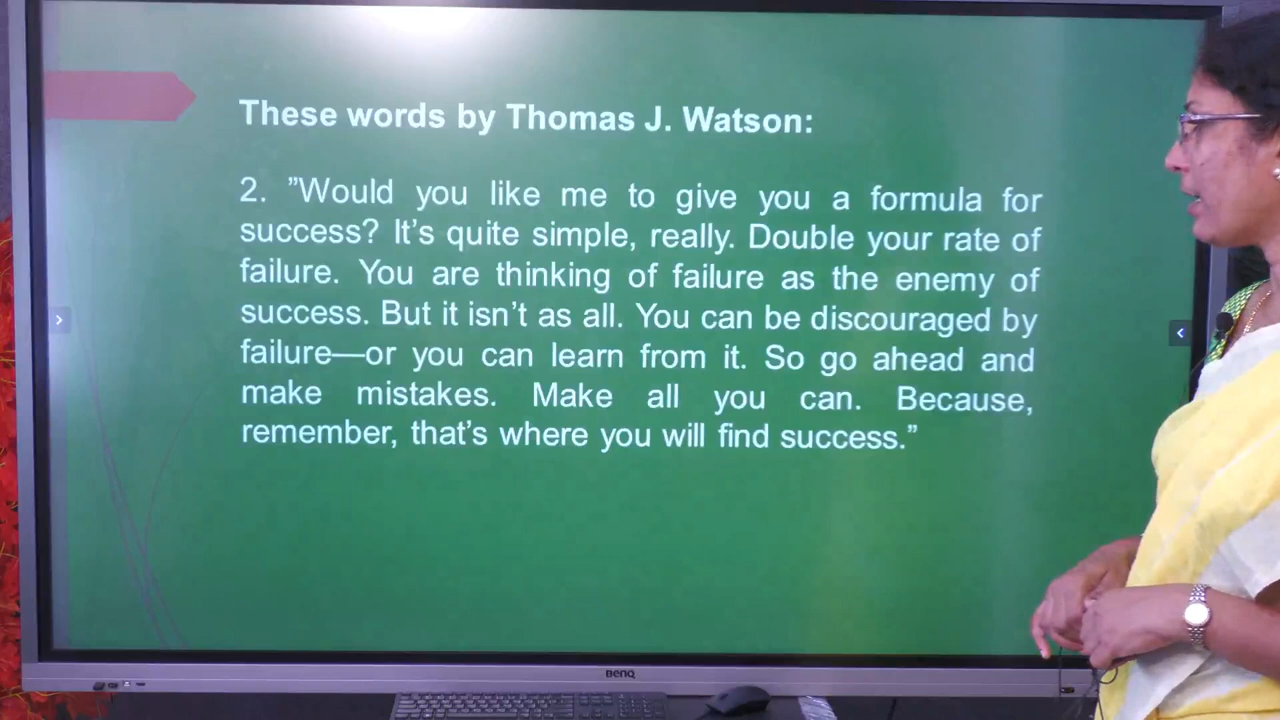 These words by Thomas J. Watson:
2. ”Would you like me to give you a formula for
success? It’s quite simple, really. Double your rate of
failure. You are thinking of failure as the enemy of
success. But it isn’t as all. You can be discouraged by
failure—or you can learn from it. So go ahead and
make mistakes. Make all you can. Because,
remember, that’s where you will find success.”
BenQ